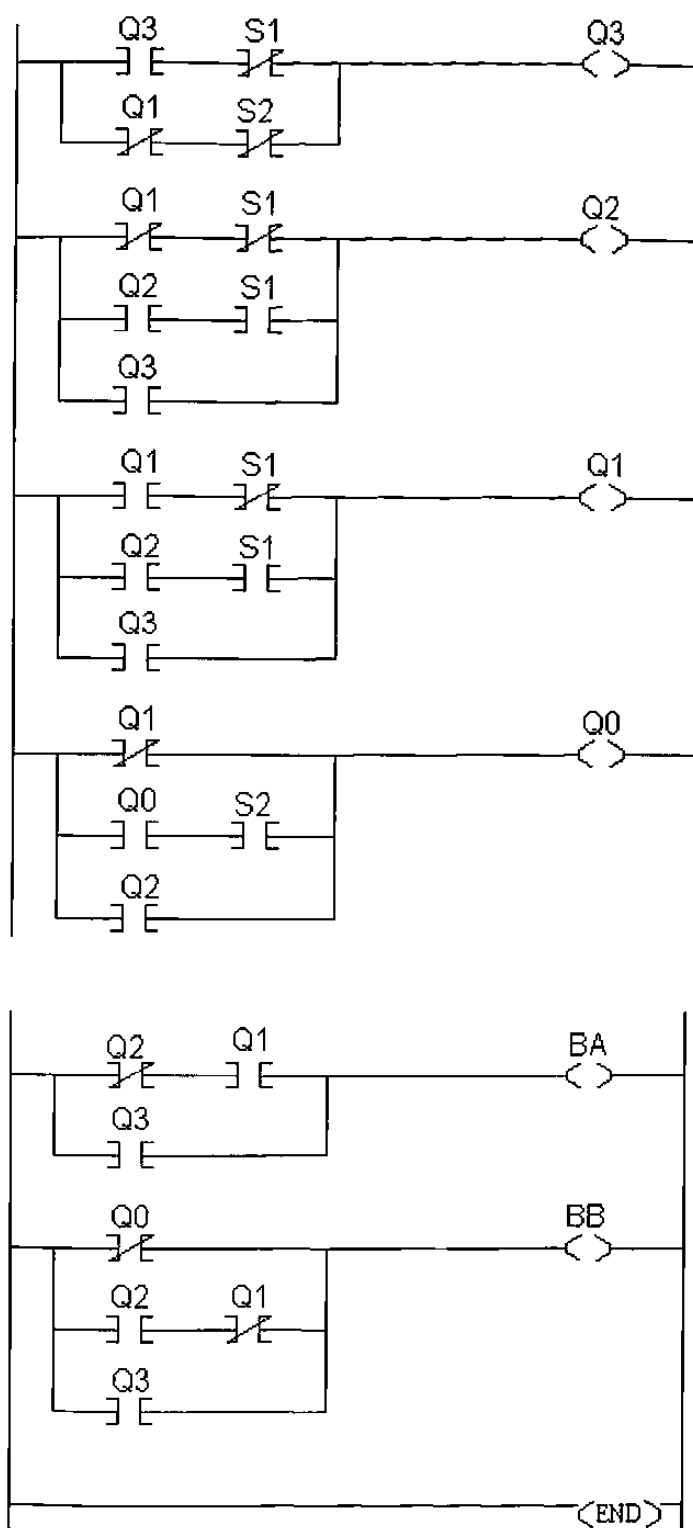 Q3 S1 Q3
Q1 S2
Q1 S1 Q2
Q2 S1
Q3
Q1 S1 Q1
Q2 S1
Q3
Q1 Q0
Q0 S2
Q2
Q2 Q1 BA
Q3
Q0 BB
Q2 Q1
Q3
END